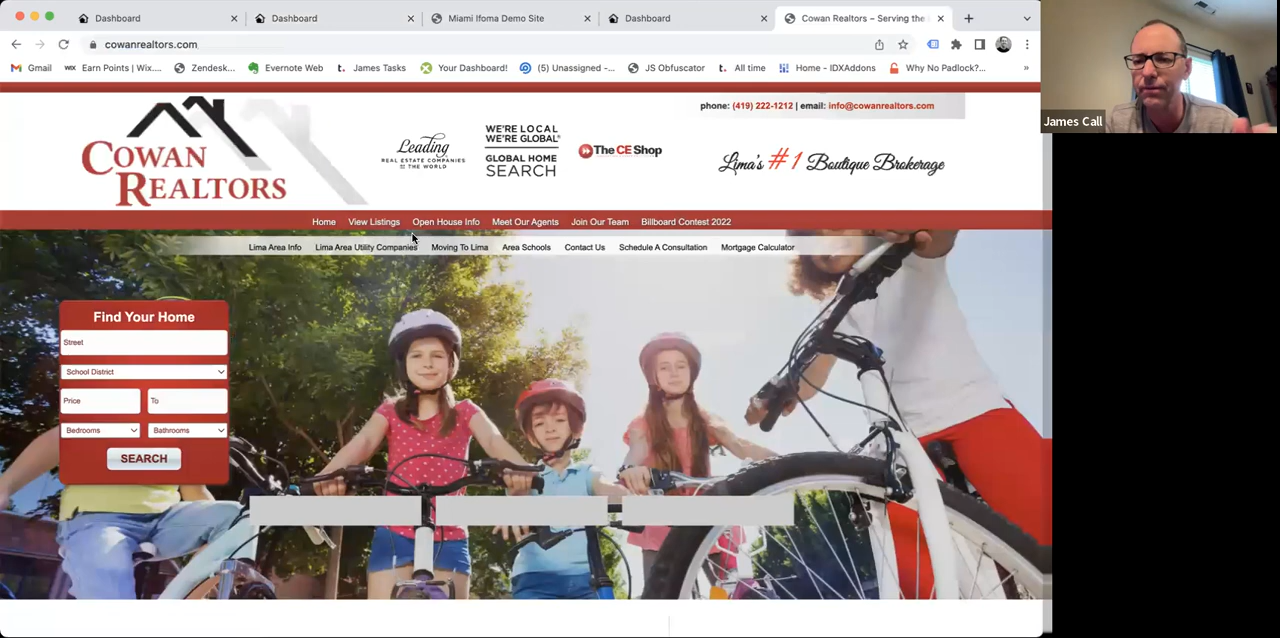 Dashboard
Dashboard
Miami Ifoma Demo Site
Dashboard
Cowan Realtors – Serving the
cowanrealtors.com
Gmail
WIX Earn Points | Wix....
Zendesk...
Evernote Web
t. James Tasks
Your Dashboard!
(5) Unassigned -...
JS Obfuscator
t. All time
Home - IDXAddons
Why No Padlock?...
»
James Call
phone: (419) 222-1212 | email: info@cowanrealtors.com
COWAN
REALTORS
Leading
REAL ESTATE COMPANIES
OF THE WORLD
WE'RE LOCAL
WE'RE GLOBAL®
GLOBAL HOME
SEARCH
The CE Shop
Lima's #1 Boutique Brokerage
Home View Listings Open House Info Meet Our Agents Join Our Team Billboard Contest 2022
Lima Area Info Lima Area Utility Companies Moving To Lima Area Schools Contact Us Schedule A Consultation Mortgage Calculator
Find Your Home
Street
School District
Price To
Bedrooms Bathrooms
SEARCH